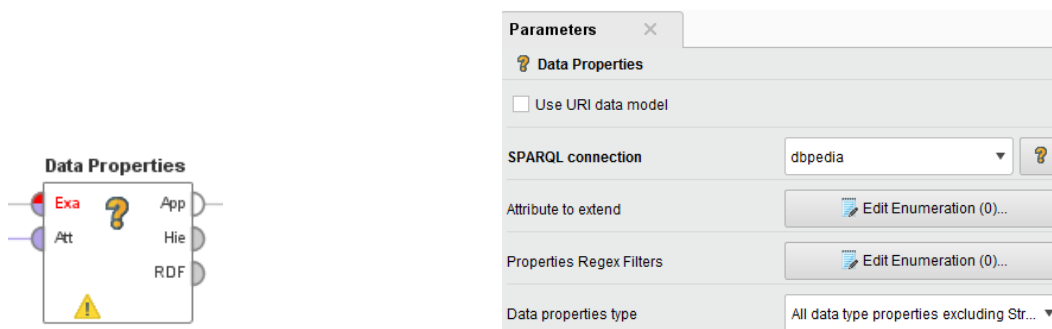 Data Properties
Exa
App
Att
Hie
RDF
Parameters
Data Properties
Use URI data model
SPARQL connection
dbpedia
Attribute to extend
Edit Enumeration (0)...
Properties Regex Filters
Edit Enumeration (0)...
Data properties type
All data type properties excluding Str...